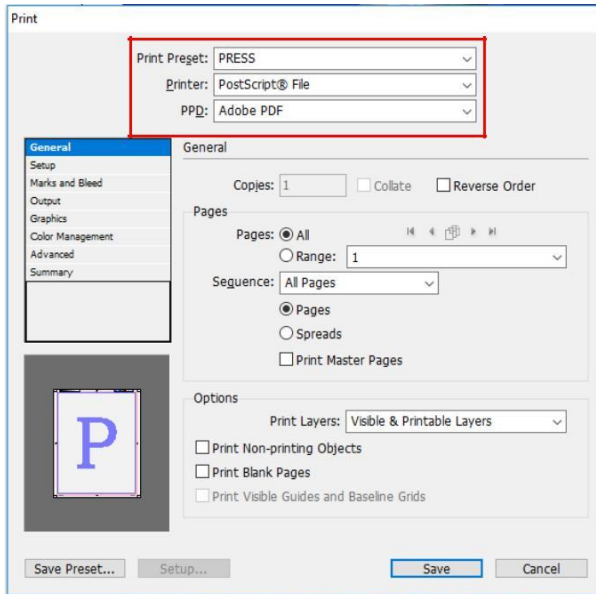 Print
Print Preset: PRESS
Printer: PostScript® File
PPD: Adobe PDF
General
Setup
Marks and Bleed
Output
Graphics
Color Management
Advanced
Summary
General
Copies: 1 Collate Reverse Order
Pages
Pages: All
Range: 1
Sequence: All Pages
Pages
Spreads
Print Master Pages
Options
Print Layers: Visible & Printable Layers
Print Non-printing Objects
Print Blank Pages
Print Visible Guides and Baseline Grids
P
Save Preset... Setup... Save Cancel